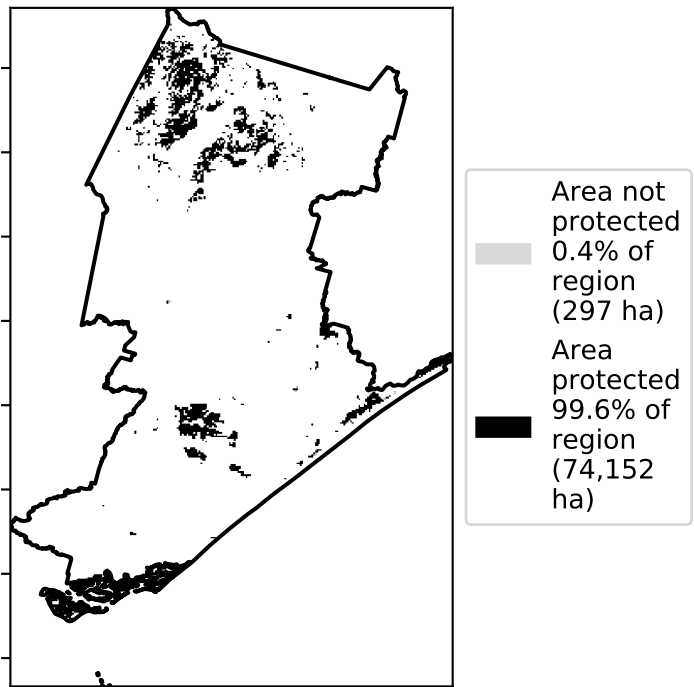 Area not
protected
0.4% of
region
(297 ha)
Area
protected
99.6% of
region
(74,152
ha)